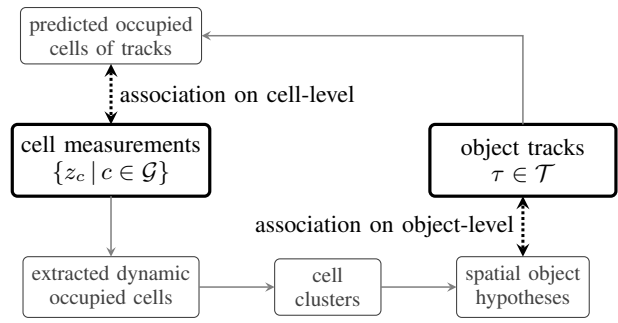 predicted occupied
cells of tracks
association on cell-level
cell measurements
{z_c | c ∈ 𝒢}
object tracks
τ ∈ 𝒯
association on object-level
extracted dynamic
occupied cells
cell
clusters
spatial object
hypotheses